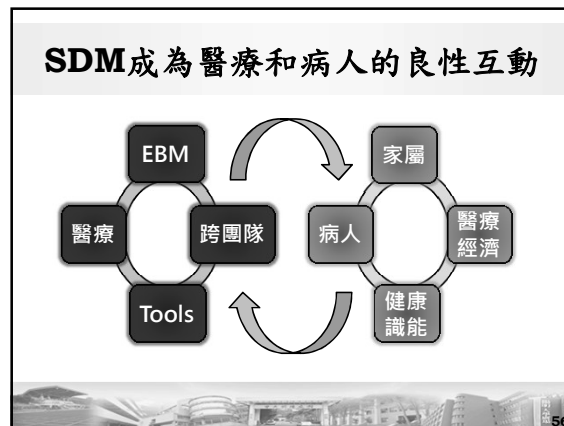 SDM成為醫療和病人的良性互動
EBM
醫療
跨團隊
Tools
家屬
病人
醫療
經濟
健康
識能
56